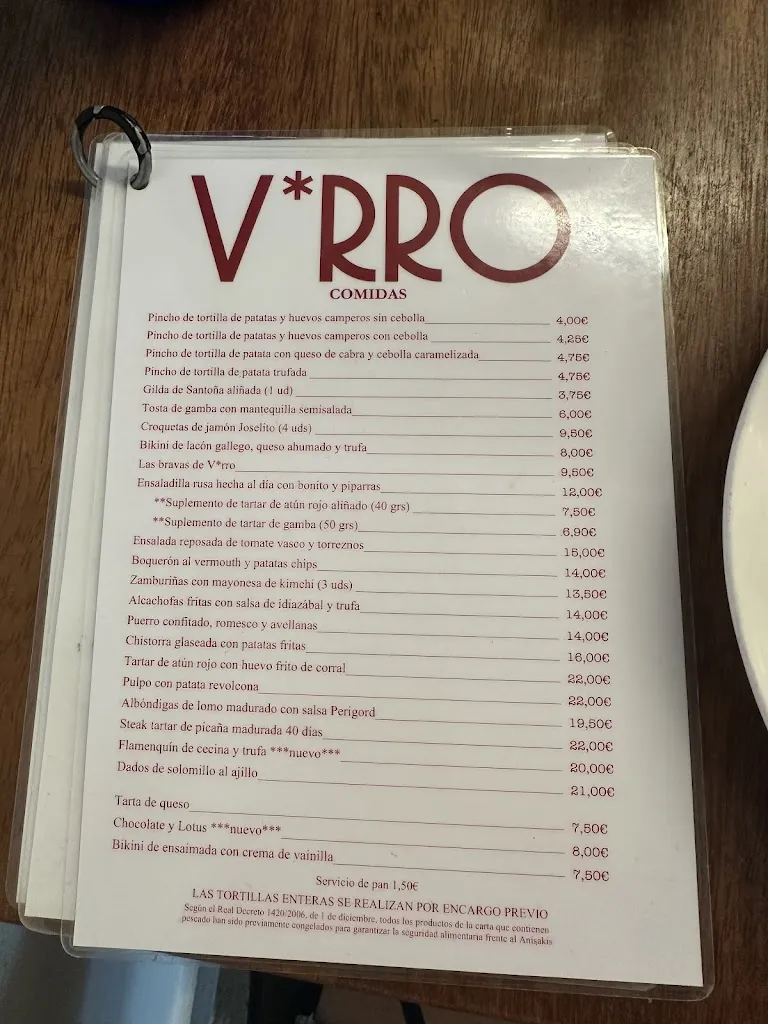 V*RRO
COMIDAS
Pincho de tortilla de patatas y huevos camperos sin cebolla 4,00€
Pincho de tortilla de patatas y huevos camperos con cebolla 4,25€
Pincho de tortilla de patata con queso de cabra y cebolla caramelizada 4,75€
Pincho de tortilla de patata trufada 4,75€
Gilda de Santoña aliñada (1 ud) 3,75€
Tosta de gamba con mantequilla semisalada 6,00€
Croquetas de jamón Joselito (4 uds) 9,50€
Bikini de lacón gallego, queso ahumado y trufa 8,00€
Las bravas de V*rro 9,50€
Ensaladilla rusa hecha al día con bonito y piparras 12,00€
**Suplemento de tartar de atún rojo aliñado (40 grs) 7,50€
**Suplemento de tartar de gamba (50 grs) 6,90€
Ensalada reposada de tomate vasco y torreznos 15,00€
Boquerón al vermouth y patatas chips 14,00€
Zamburiñas con mayonesa de kimchi (3 uds) 13,50€
Alcachofas fritas con salsa de idiazábal y trufa 14,00€
Puerro confitado, romesco y avellanas 14,00€
Chistorra glaseada con patatas fritas 16,00€
Tartar de atún rojo con huevo frito de corral 22,00€
Pulpo con patata revolcona 22,00€
Albóndigas de lomo madurado con salsa Perigord 19,50€
Steak tartar de picaña madurada 40 días 22,00€
Flamenquín de cecina y trufa ***nuevo*** 20,00€
Dados de solomillo al ajillo 21,00€
Tarta de queso 7,50€
Chocolate y Lotus ***nuevo*** 8,00€
Bikini de ensaimada con crema de vainilla 7,50€
Servicio de pan 1,50€
LAS TORTILLAS ENTERAS SE REALIZAN POR ENCARGO PREVIO
Según el Real Decreto 1420/2006, de 1 de diciembre, todos los productos de la carta que contienen
pescado han sido previamente congelados para garantizar la seguridad alimentaria frente al Anisakis